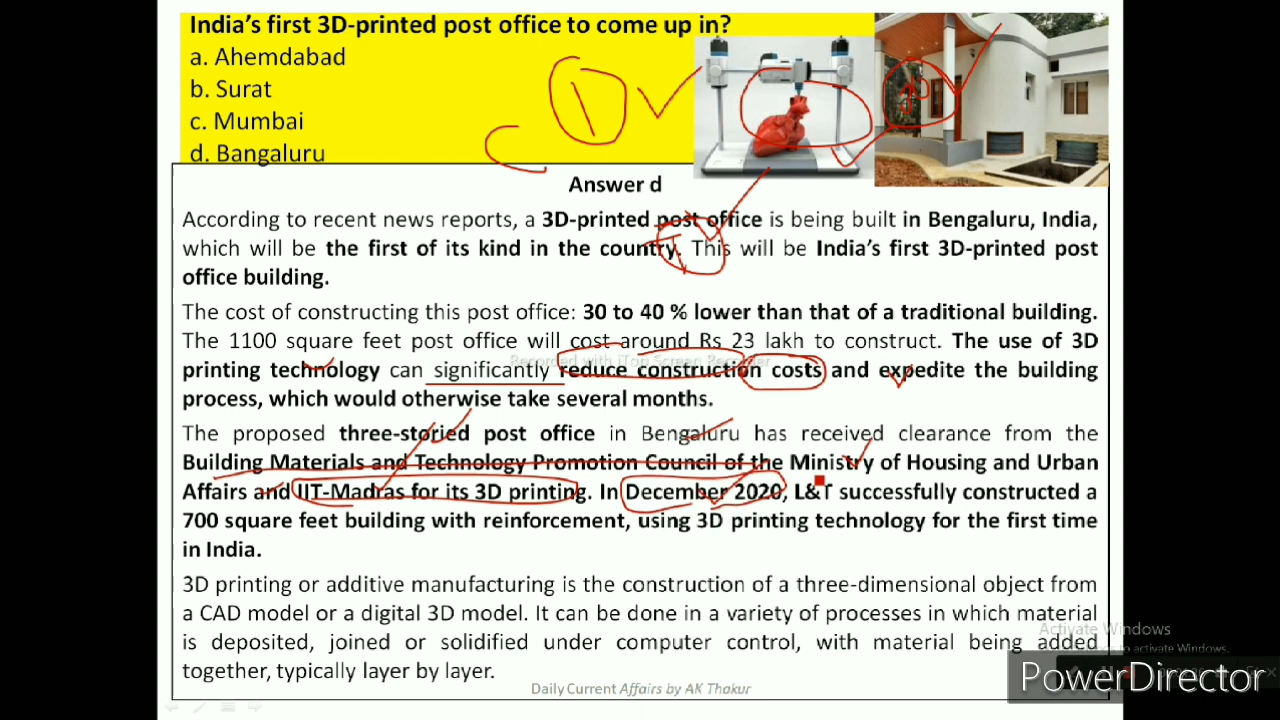 India's first 3D-printed post office to come up in?
a. Ahemdabad
b. Surat
c. Mumbai
d. Bangaluru
Answer d
According to recent news reports, a 3D-printed post office is being built in Bengaluru, India,
which will be the first of its kind in the country. This will be India's first 3D-printed post
office building.
The cost of constructing this post office: 30 to 40 % lower than that of a traditional building.
The 1100 square feet post office will cost around Rs 23 lakh to construct. The use of 3D
Recorded with iTop Screen Recorder
printing technology can significantly reduce construction costs and expedite the building
process, which would otherwise take several months.
The proposed three-storied post office in Bengaluru has received clearance from the
Building Materials and Technology Promotion Council of the Ministry of Housing and Urban
Affairs and IIT-Madras for its 3D printing. In December 2020, L&T successfully constructed a
700 square feet building with reinforcement, using 3D printing technology for the first time
in India.
3D printing or additive manufacturing is the construction of a three-dimensional object from
a CAD model or a digital 3D model. It can be done in a variety of processes in which material
is deposited, joined or solidified under computer control, with material being added
together, typically layer by layer.
Activate Windows
to activate Windows.
PowerDirector
Daily Current Affairs by AK Thakur